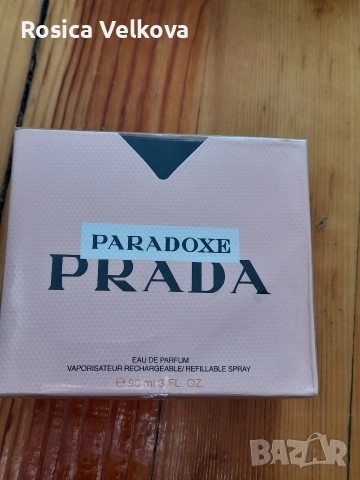 Rosica Velkova
PARADOXE
PRADA
EAU DE PARFUM
VAPORISATEUR RECHARGEABLE/ REFILLABLE SPRAY
℮ 90 ml 3 FL. OZ.
BAZAR